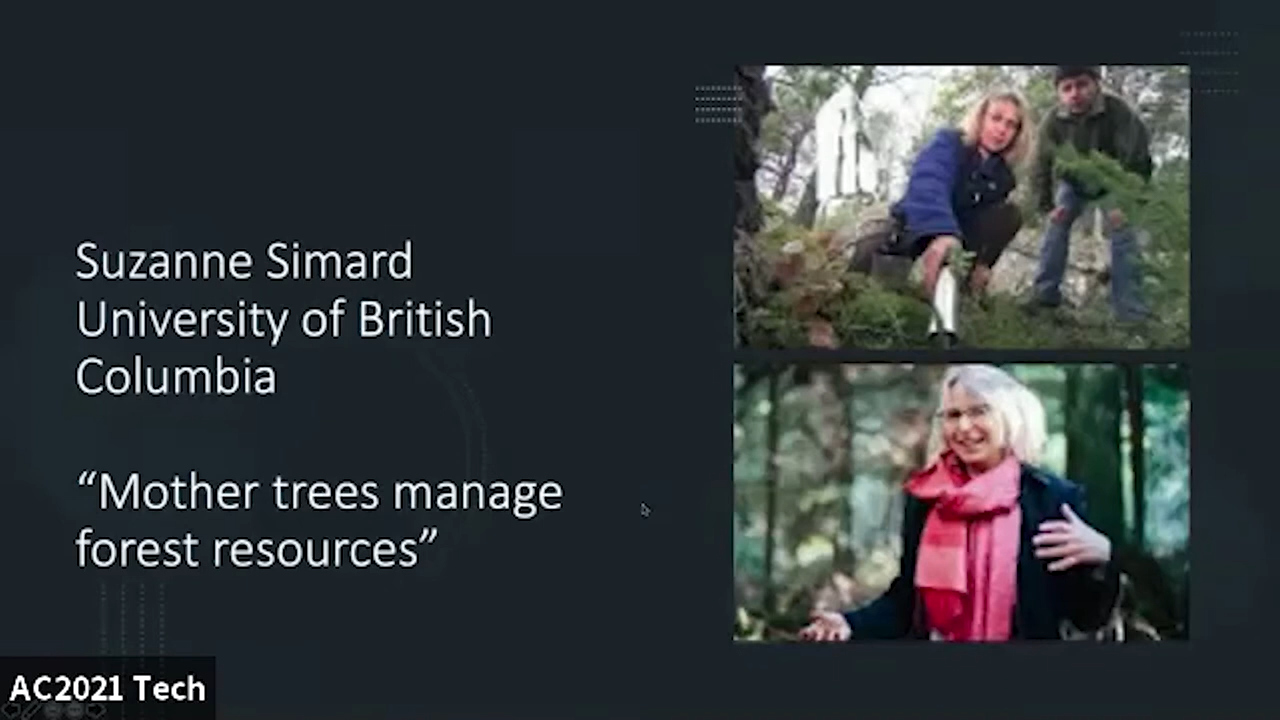 Suzanne Simard
University of British
Columbia
“Mother trees manage
forest resources”
AC2021 Tech